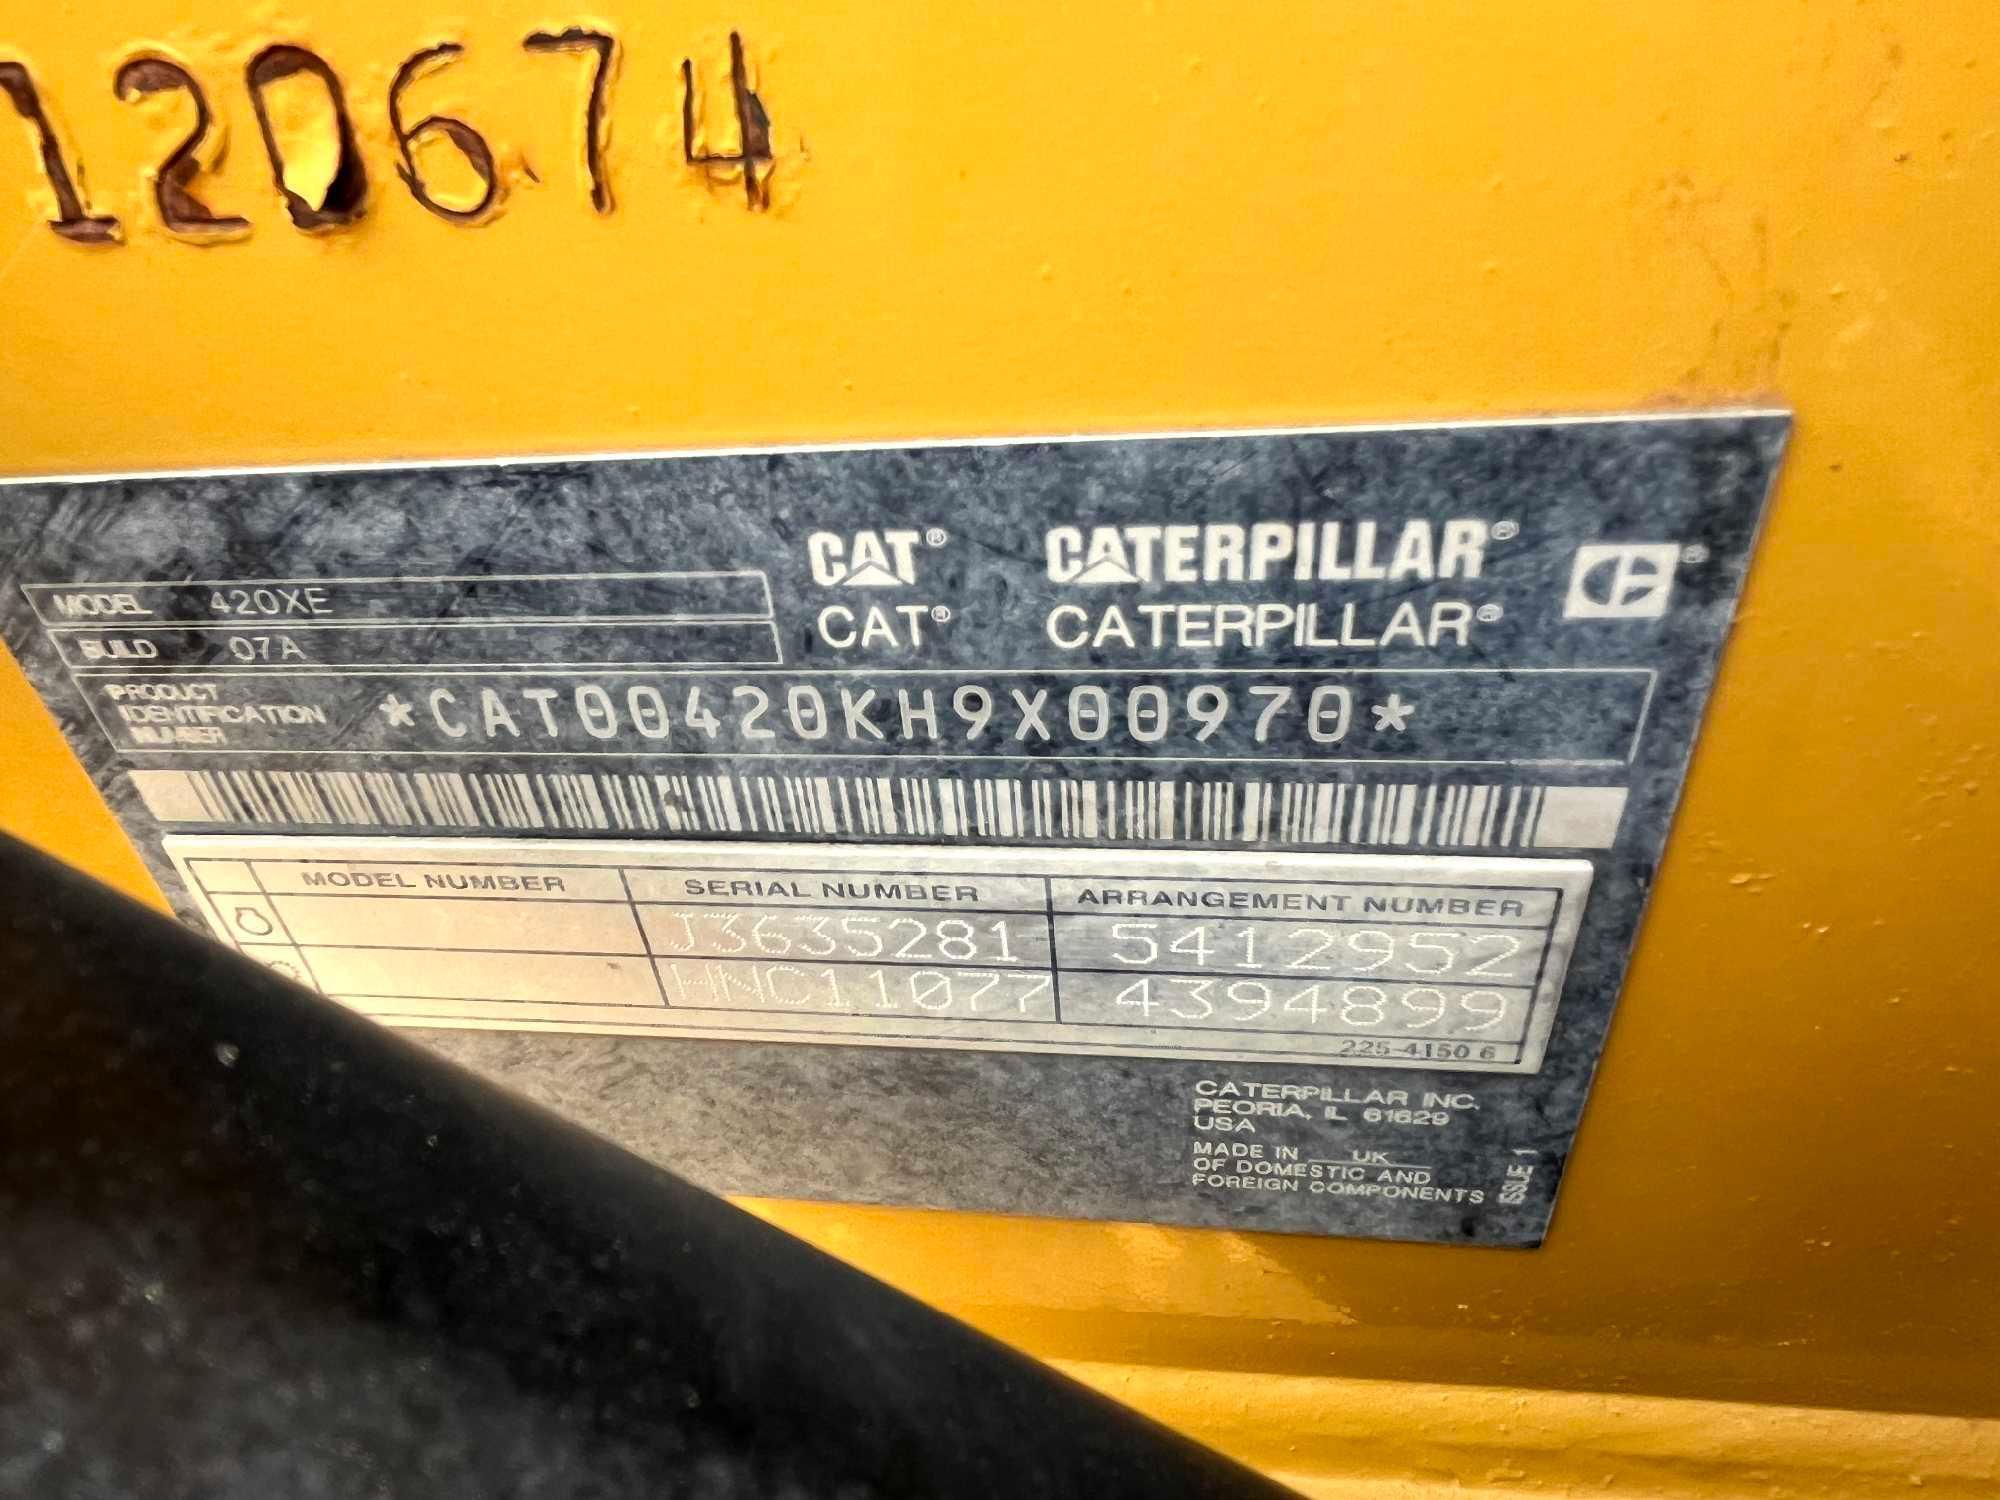 120674
CAT® CATERPILLAR®
MODEL 420XE
CAT® CATERPILLAR®
BUILD 07A
PRODUCT
IDENTIFICATION
NUMBER
*CAT00420KH9X00970*
MODEL NUMBER SERIAL NUMBER ARRANGEMENT NUMBER
J3635281 5412952
HNC11077 4394899
225-4150 6
CATERPILLAR INC.
PEORIA, IL 61629
USA
MADE IN UK
OF DOMESTIC AND
FOREIGN COMPONENTS
ISSUE 1